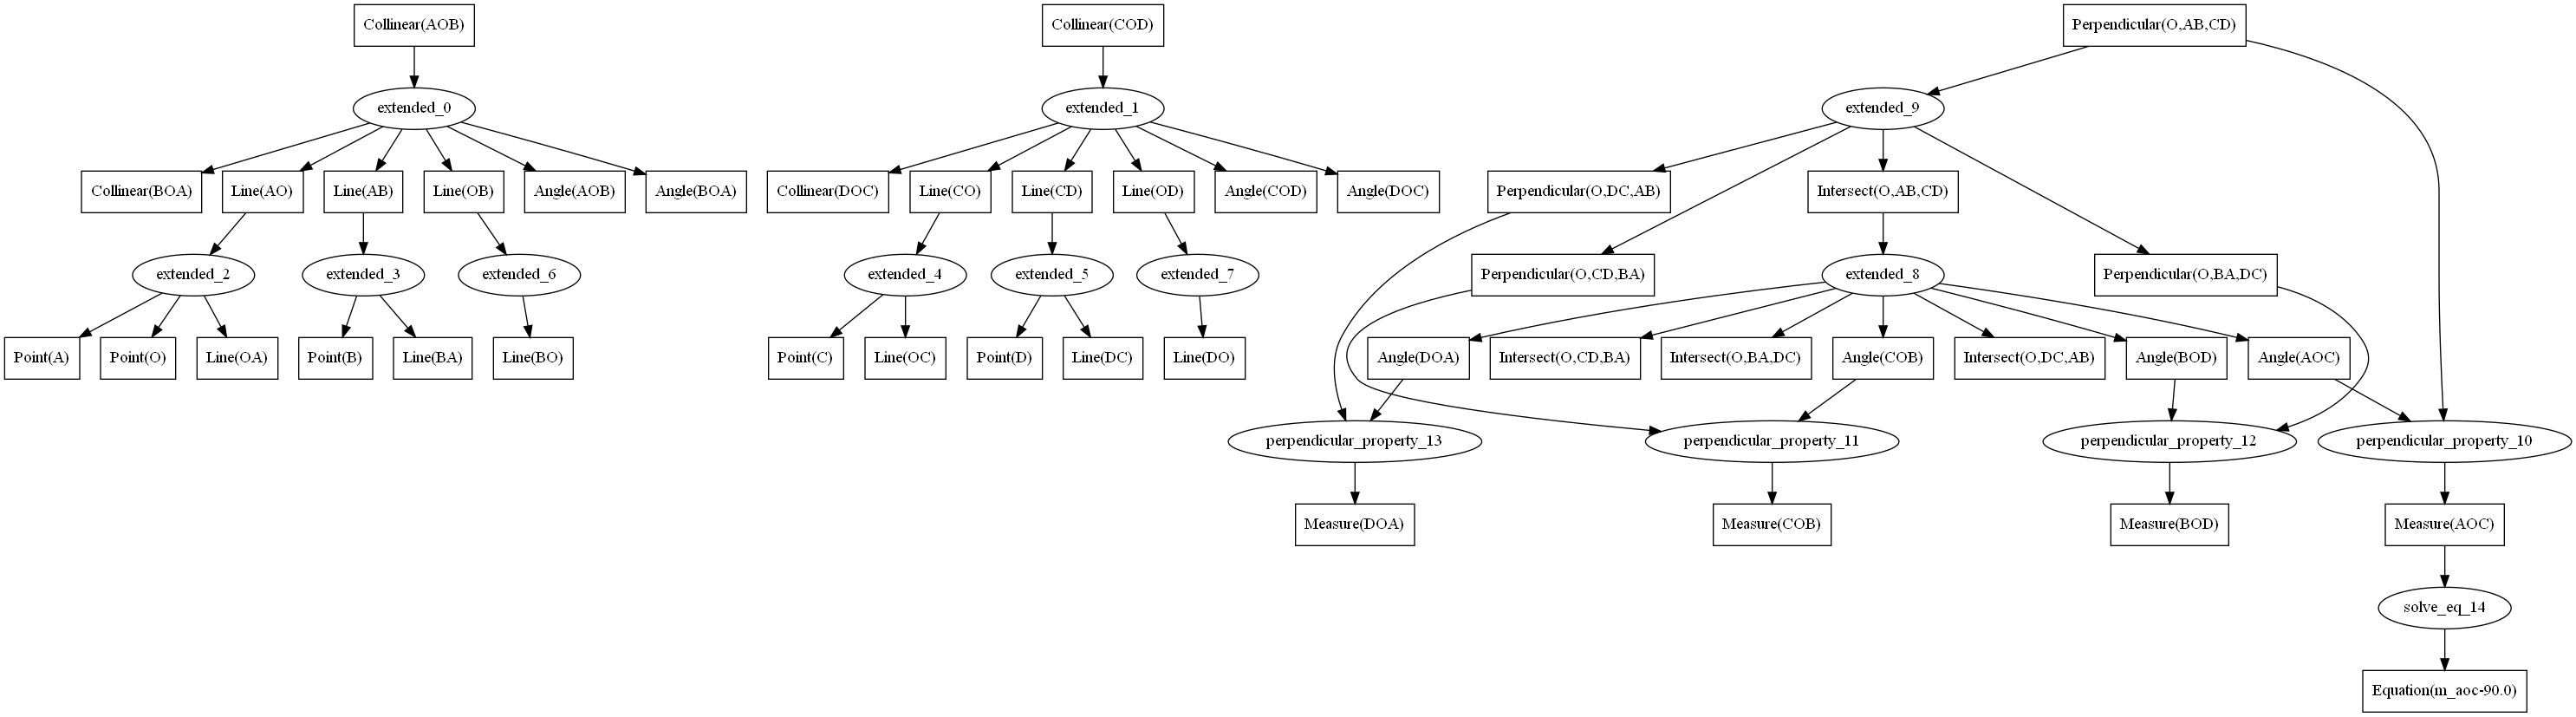 Collinear(AOB)
Collinear(COD)
Perpendicular(O,AB,CD)
extended_0
extended_1
extended_9
Collinear(BOA)
Line(AO)
Line(AB)
Line(OB)
Angle(AOB)
Angle(BOA)
Collinear(DOC)
Line(CO)
Line(CD)
Line(OD)
Angle(COD)
Angle(DOC)
Perpendicular(O,DC,AB)
Intersect(O,AB,CD)
extended_2
extended_3
extended_6
extended_4
extended_5
extended_7
Perpendicular(O,CD,BA)
extended_8
Perpendicular(O,BA,DC)
Point(A)
Point(O)
Line(OA)
Point(B)
Line(BA)
Line(BO)
Point(C)
Line(OC)
Point(D)
Line(DC)
Line(DO)
Angle(DOA)
Intersect(O,CD,BA)
Intersect(O,BA,DC)
Angle(COB)
Intersect(O,DC,AB)
Angle(BOD)
Angle(AOC)
perpendicular_property_13
perpendicular_property_11
perpendicular_property_12
perpendicular_property_10
Measure(DOA)
Measure(COB)
Measure(BOD)
Measure(AOC)
solve_eq_14
Equation(m_aoc-90.0)